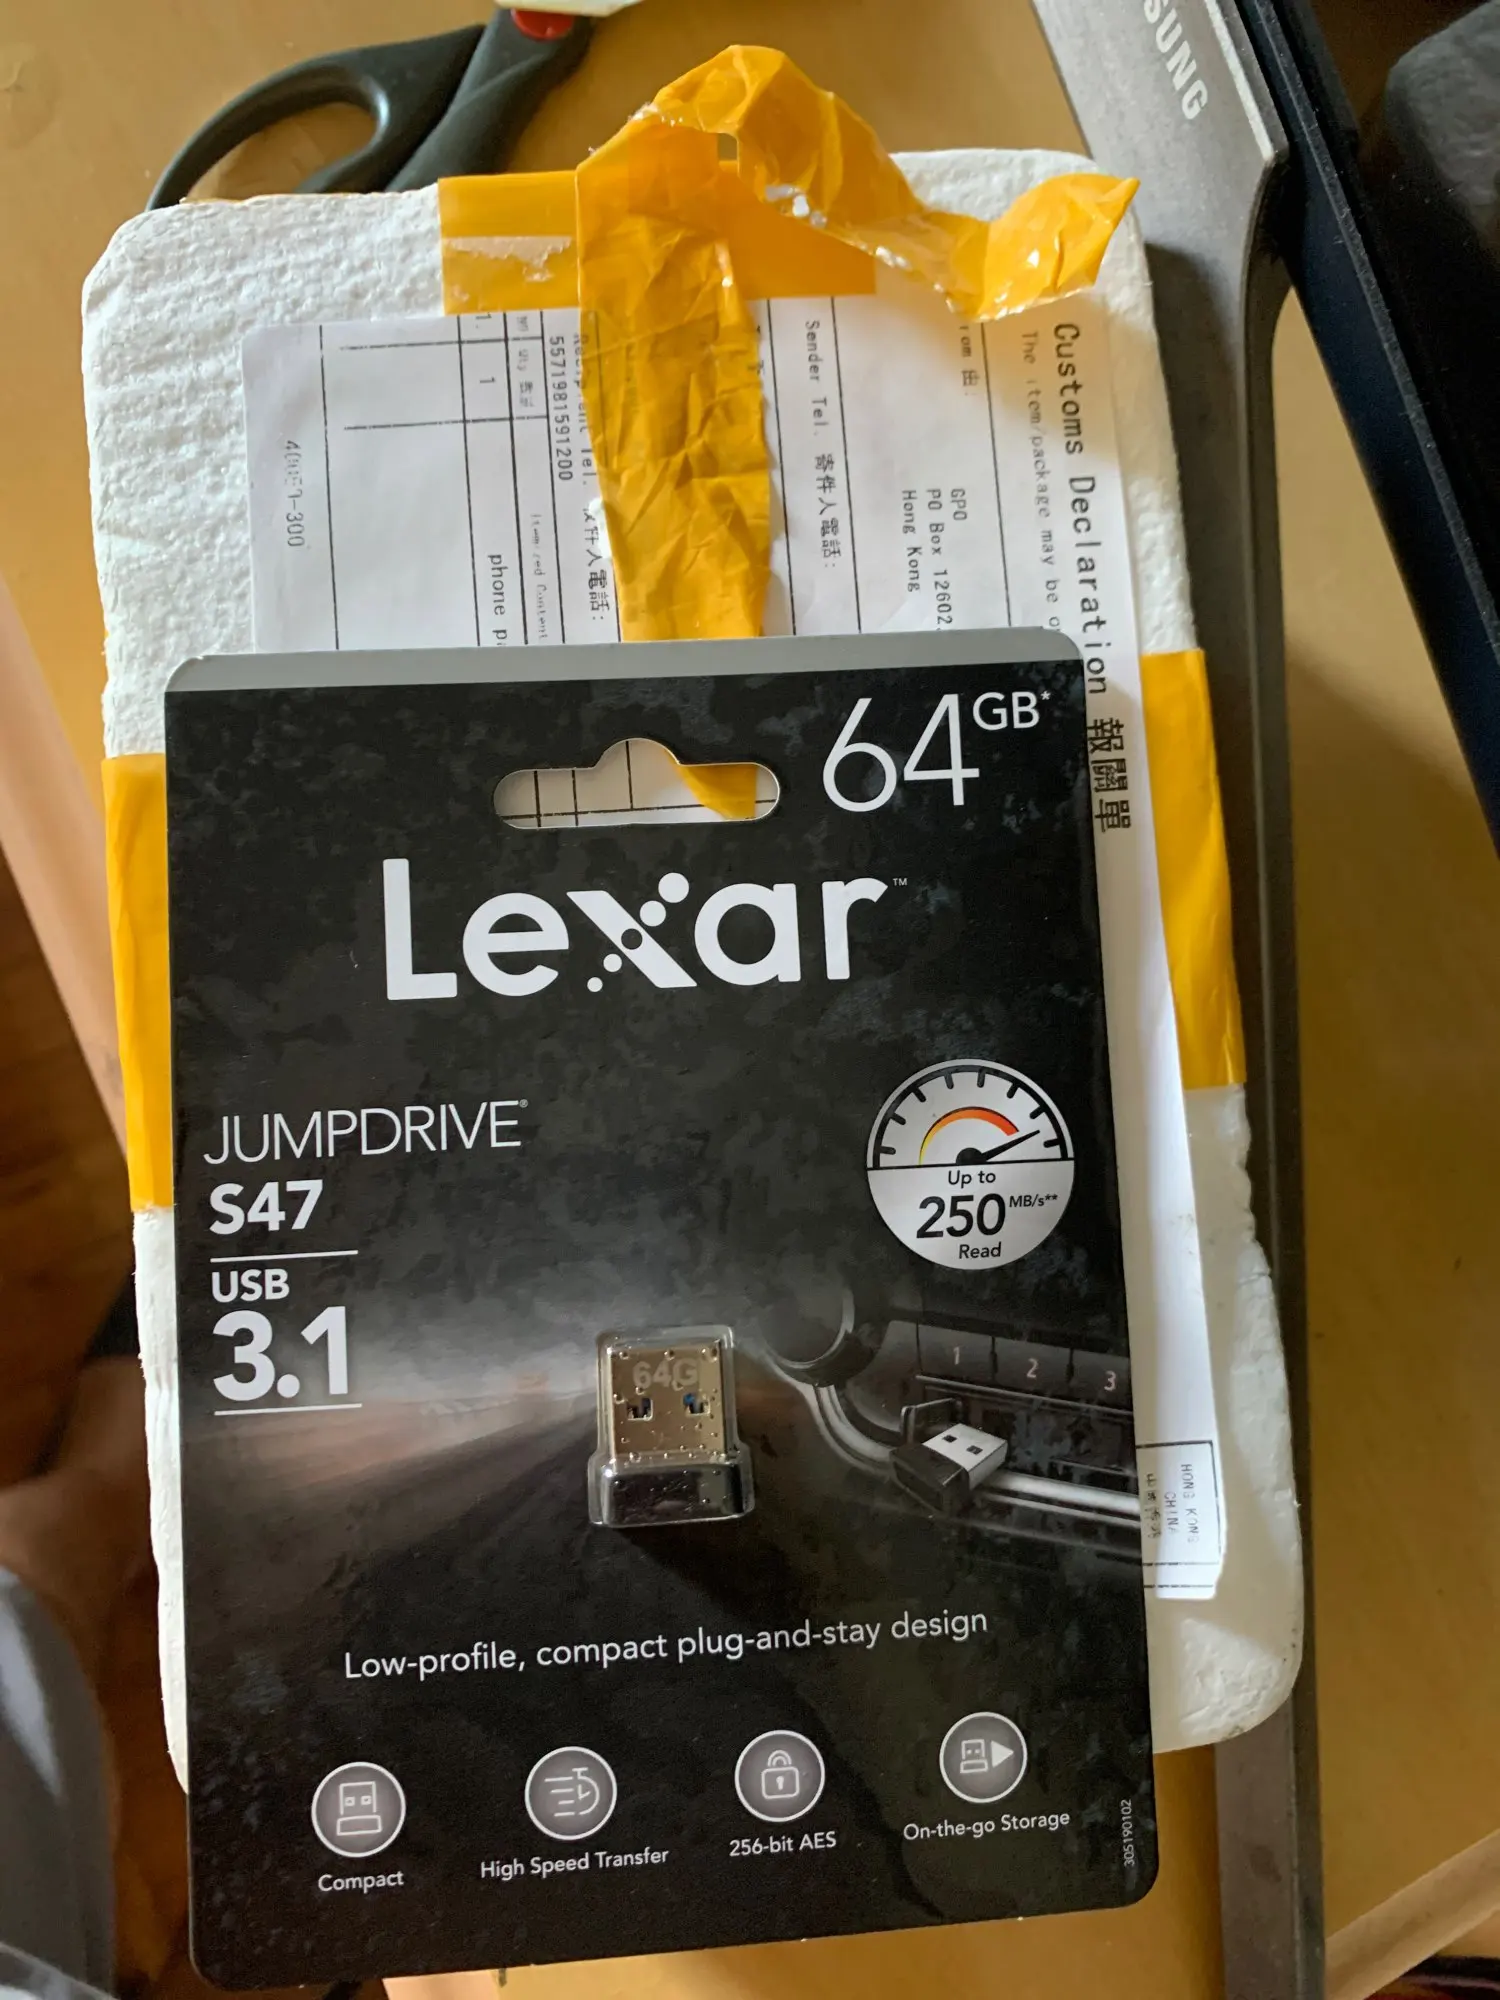 SUNG
Customs Declaration 報關單
The item/package may be o
GPO
PO Box 12602
Hong Kong
Sender Tel. 寄件人電話:
5571981591200
1
phone
HONG KONG
64GB*
Lexar™
JUMPDRIVE®
S47
USB
3.1
Up to
250 MB/s**
Read
64G
1 2 3
Low-profile, compact plug-and-stay design
Compact
High Speed Transfer
256-bit AES
On-the-go Storage
305190102